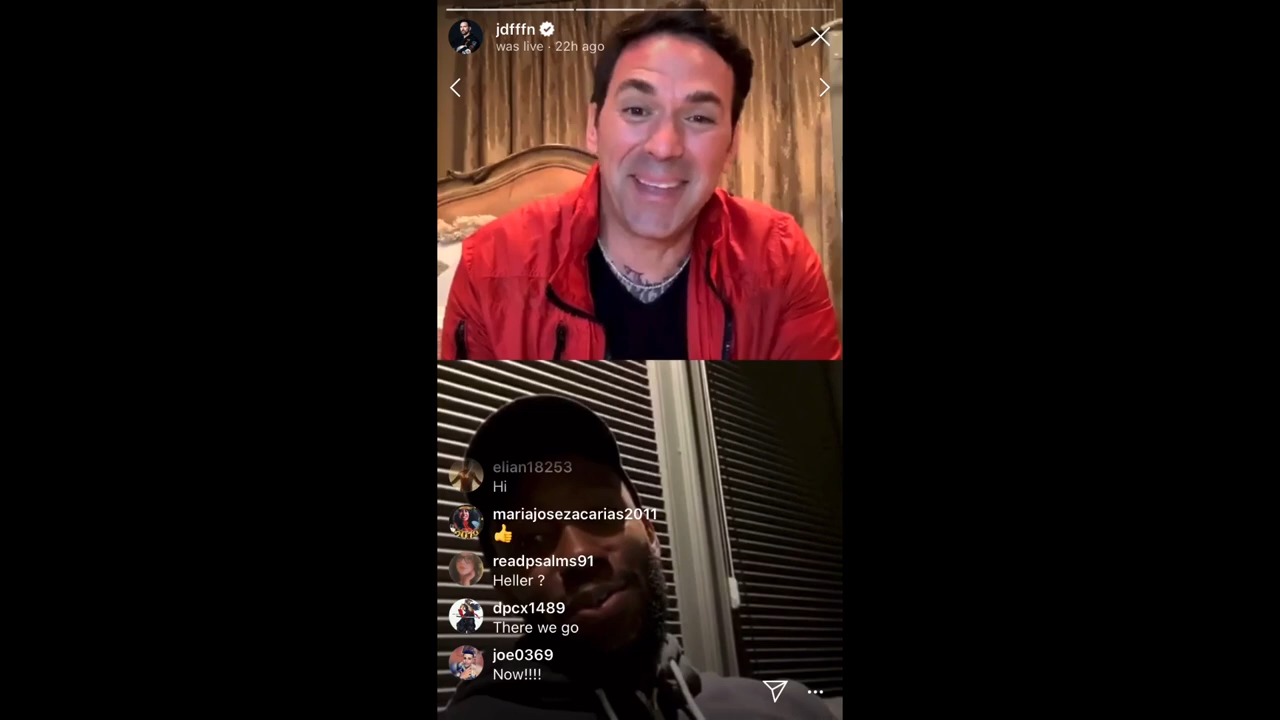 jdfffn
was live · 22h ago
elian18253
Hi
mariajosezacarias2011
👍
readpsalms91
Heller ?
dpcx1489
There we go
joe0369
Now!!!!